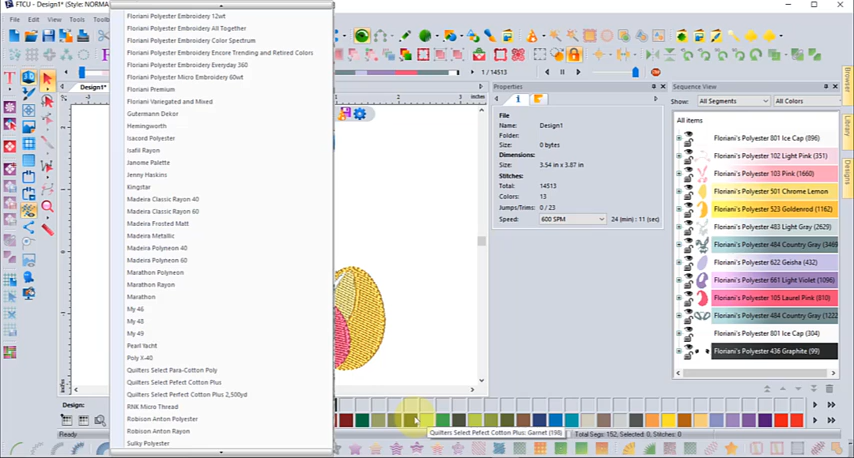 FTCU - Design1* (Style: NORMA
File
Edit
View
Tools
Floriani Polyester Embroidery 12wt
Floriani Polyester Embroidery All Together
Floriani Polyester Embroidery Color Spectrum
Floriani Polyester Embroidery Encore Trending and Retired Colors
Floriani Polyester Embroidery Everyday 360
Floriani Polyester Micro Embroidery 60wt
Floriani Premium
Floriani Variegated and Mixed
Gutermann Dekor
Hemingworth
Isacord Polyester
Isafil Rayon
Janome Palette
Jenny Haskins
Kingstar
Madeira Classic Rayon 40
Madeira Classic Rayon 60
Madeira Frosted Matt
Madeira Metallic
Madeira Polyneon 40
Madeira Polyneon 60
Marathon Polyneon
Marathon Rayon
Marathon
My 46
My 48
My 49
Pearl Yacht
Poly X-40
Quilters Select Para-Cotton Poly
Quilters Select Pefect Cotton Plus
Quilters Select Pefect Cotton Plus 2,500yd
RNK Micro Thread
Robison Anton Polyester
Robison Anton Rayon
Sulky Polyester
1 / 14513
Design1*
2
3
4
inches
Properties
File
Name: Design1
Folder:
Size: 0 bytes
Dimensions:
3.54 in x 3.87 in
Stitches:
Total: 14513
Colors: 13
Jumps/Trims: 0 / 23
Speed: 600 SPM 24 (min) : 11 (sec)
Sequence View
Show: All Segments All Colors
All items
Floriani's Polyester 801 Ice Cap (896)
Floriani's Polyester 102 Light Pink (351)
Floriani's Polyester 103 Pink (1660)
Floriani's Polyester 501 Chrome Lemon
Floriani's Polyester 523 Goldenrod (1162)
Floriani's Polyester 483 Light Gray (2629)
Floriani's Polyester 484 Country Gray (3469
Floriani's Polyester 622 Geisha (432)
Floriani's Polyester 661 Light Violet (1096)
Floriani's Polyester 105 Laurel Pink (810)
Floriani's Polyester 484 Country Gray (1222
Floriani's Polyester 801 Ice Cap (304)
Floriani's Polyester 436 Graphite (99)
Browser
Library
Designs
Design:
Quilters Select Pefect Cotton Plus: Garnet (198)
Ready
Total Segs: 152, Selected: 0, Stitches: 0